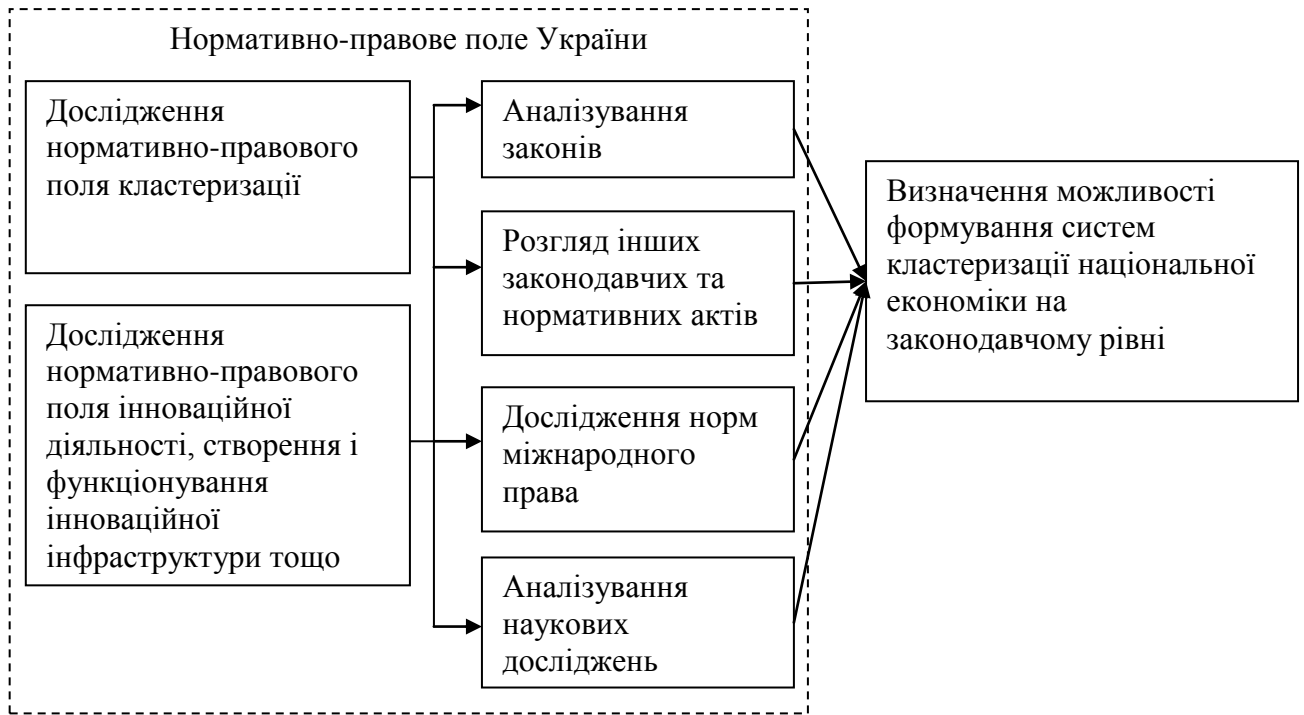 Нормативно-правове поле України
Дослідження
нормативно-правового
поля кластеризації
Дослідження
нормативно-правового
поля інноваційної
діяльності, створення і
функціонування
інноваційної
інфраструктури тощо
Аналізування
законів
Розгляд інших
законодавчих та
нормативних актів
Дослідження норм
міжнародного
права
Аналізування
наукових
досліджень
Визначення можливості
формування систем
кластеризації національної
економіки на
законодавчому рівні